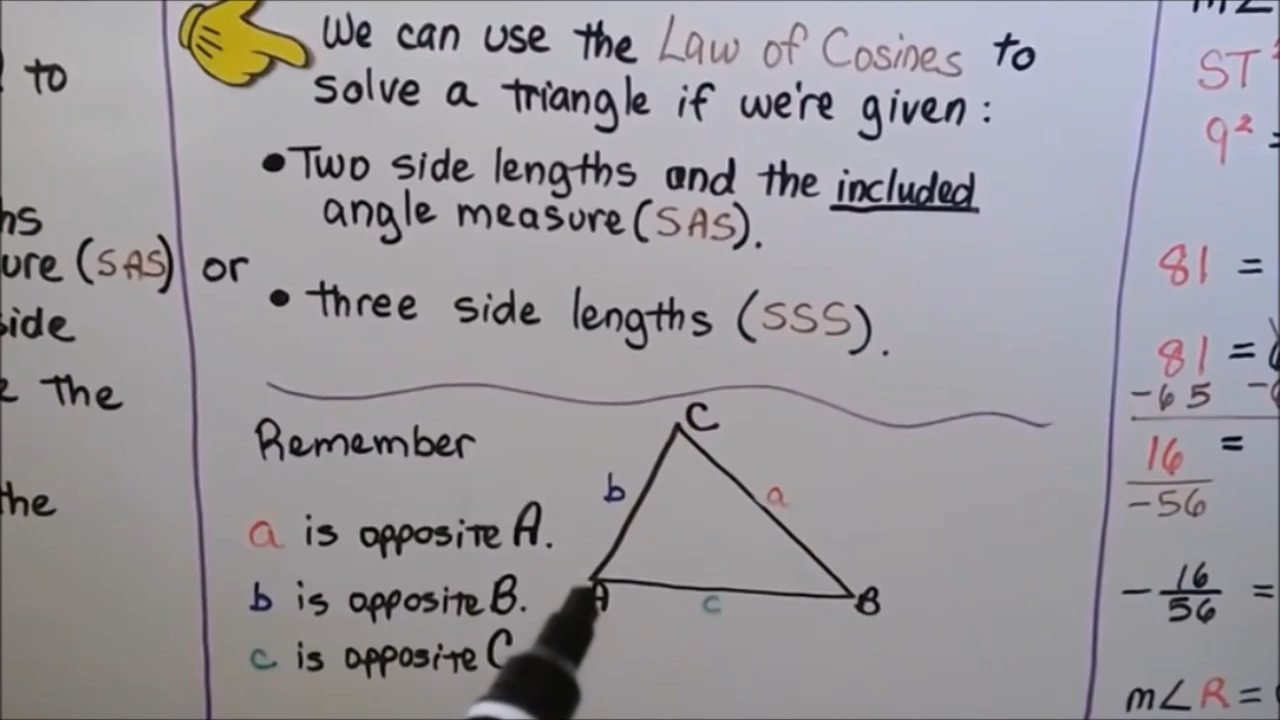 to
ure (SAS) or
side
the
the
We can use the Law of Cosines to
solve a triangle if we're given:
• Two side lengths and the included
angle measure (SAS).
• three side lengths (SSS).
Remember
a is opposite A.
b is opposite B.
c is opposite C
C
b
a
A
c
B
m∠
ST
9² =
81 =
81 =
-65
16 =
-56
-16/56 =
m∠R =